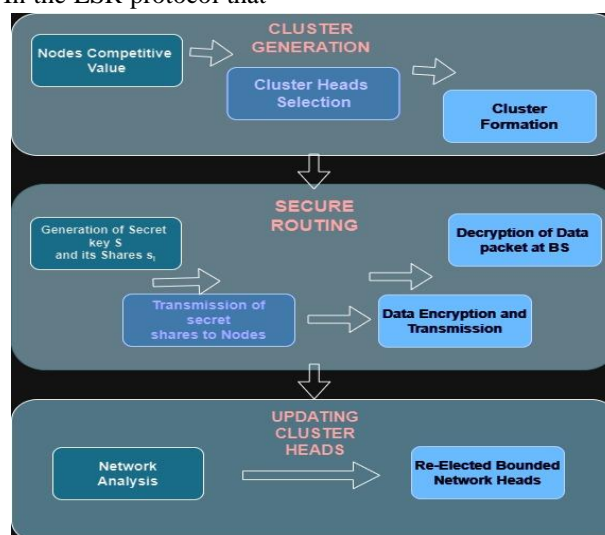 In the ESR protocol that
CLUSTER
GENERATION
Nodes Competitive
Value
Cluster Heads
Selection
Cluster
Formation
SECURE
ROUTING
Generation of Secret
key S
and its Shares sᵢ
Transmission of
secret
shares to Nodes
Data Encryption and
Transmission
Decryption of Data
packet at BS
UPDATING
CLUSTER
HEADS
Network
Analysis
Re-Elected Bounded
Network Heads